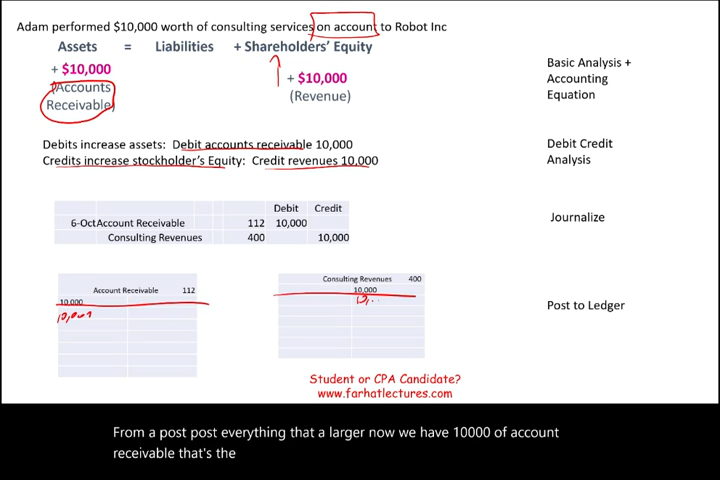 Adam performed $10,000 worth of consulting services on account to Robot Inc
Assets = Liabilities + Shareholders' Equity
+ $10,000
(Accounts
Receivable)
+ $10,000
(Revenue)
Basic Analysis +
Accounting
Equation
Debits increase assets: Debit accounts receivable 10,000
Credits increase stockholder's Equity: Credit revenues 10,000
Debit Credit
Analysis
Debit Credit
6-Oct Account Receivable 112 10,000
Consulting Revenues 400 10,000
Journalize
Account Receivable 112
10,000
10,000
Consulting Revenues 400
10,000
Post to Ledger
Student or CPA Candidate?
www.farhatlectures.com
From a post post everything that a larger now we have 10000 of account
receivable that's the